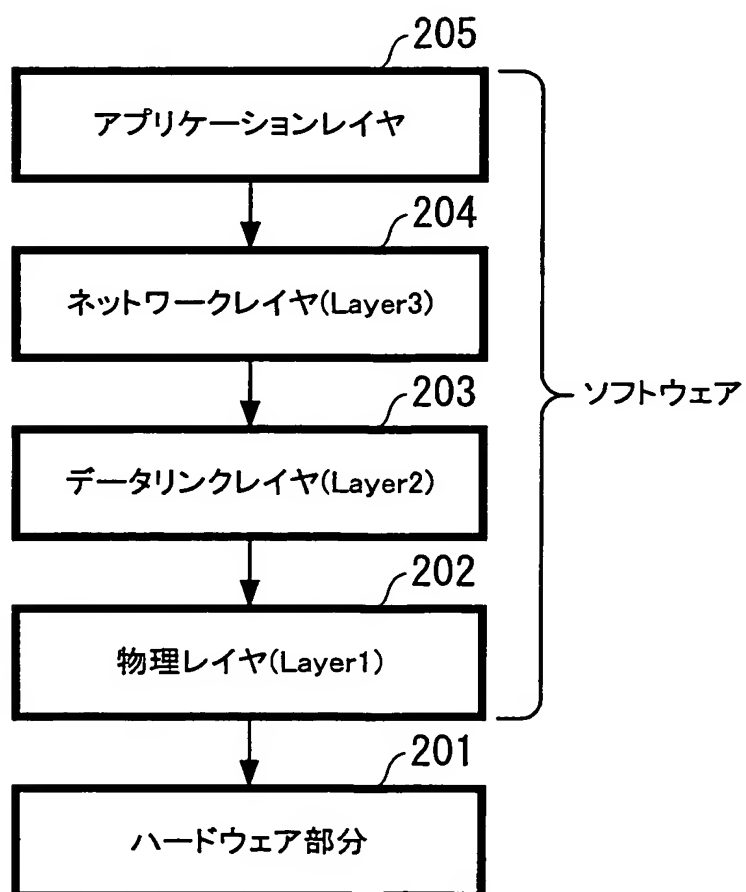 205
アプリケーションレイヤ
204
ネットワークレイヤ(Layer3)
ソフトウェア
203
データリンクレイヤ(Layer2)
202
物理レイヤ(Layer1)
201
ハードウェア部分